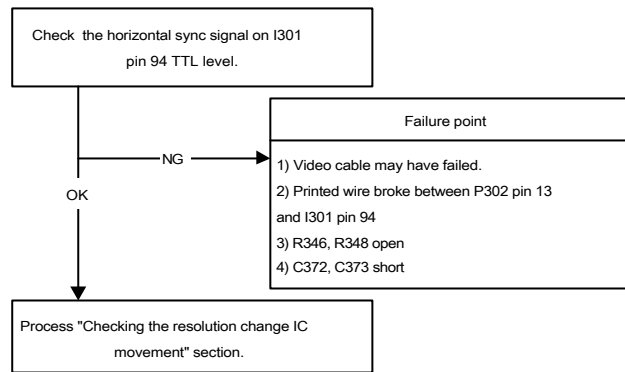 Check the horizontal sync signal on I301
pin 94 TTL level.
Failure point
NG
1) Video cable may have failed.
2) Printed wire broke between P302 pin 13
and I301 pin 94
3) R346, R348 open
4) C372, C373 short
OK
Process "Checking the resolution change IC
movement" section.